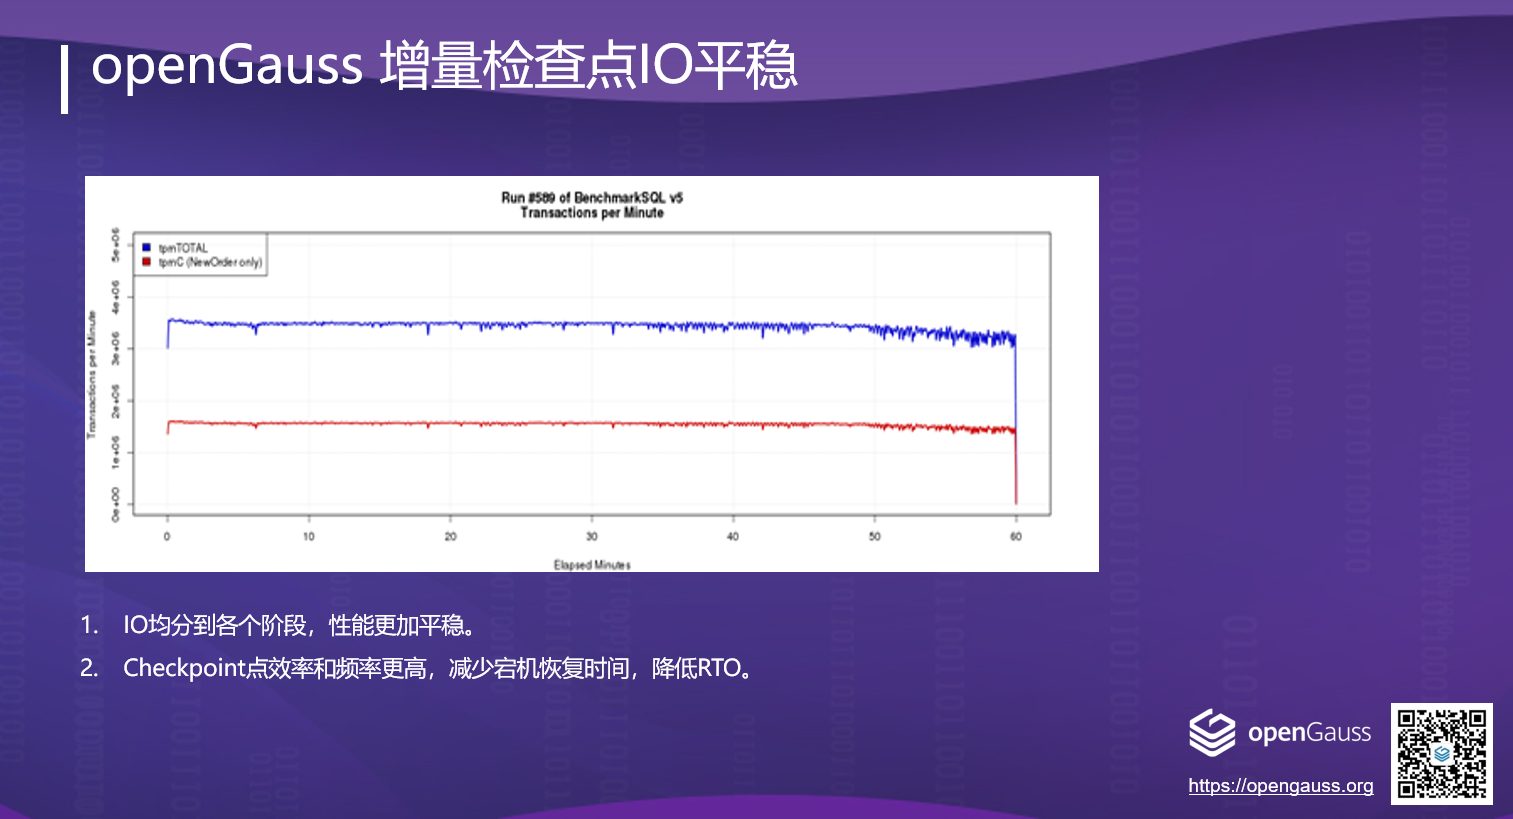 openGauss 增量检查点IO平稳
Run #589 of BenchmarkSQL v5
Transactions per Minute
tpmTOTAL
tpmC (NewOrder only)
Transactions per Minute
5e+06
4e+06
3e+06
2e+06
1e+06
0e+00
0 10 20 30 40 50 60
Elapsed Minutes
1. IO均分到各个阶段，性能更加平稳。
2. Checkpoint点效率和频率更高，减少宕机恢复时间，降低RTO。
openGauss
https://opengauss.org